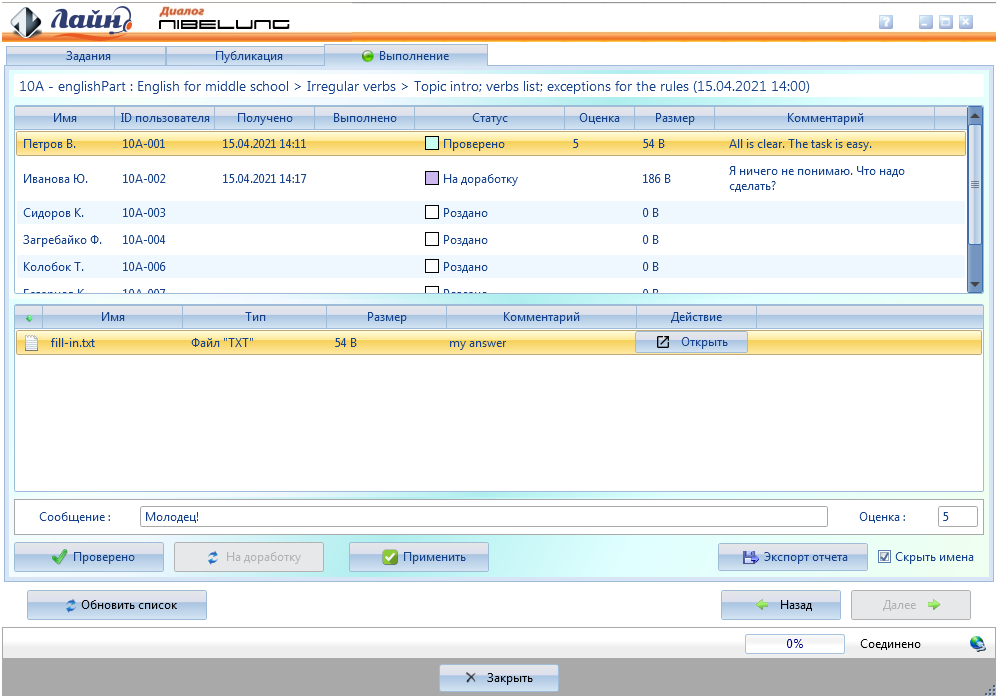 Лайн Диалог NIBELUNG
Задания Публикация Выполнение
10A - englishPart : English for middle school > Irregular verbs > Topic intro; verbs list; exceptions for the rules (15.04.2021 14:00)
Имя ID пользователя Получено Выполнено Статус Оценка Размер Комментарий
Петров В. 10A-001 15.04.2021 14:11 Проверено 5 54 B All is clear. The task is easy.
Иванова Ю. 10A-002 15.04.2021 14:17 На доработку 186 B Я ничего не понимаю. Что надо
сделать?
Сидоров К. 10A-003 Роздано 0 B
Загребайко Ф. 10A-004 Роздано 0 B
Колобок Т. 10A-006 Роздано 0 B
10A-007 Роздано 0 B
Имя Тип Размер Комментарий Действие
fill-in.txt Файл "TXT" 54 B my answer Открыть
Сообщение : Молодец! Оценка : 5
Проверено На доработку Применить Экспорт отчета Скрыть имена
Обновить список Назад Далее
0% Соединено
Закрыть